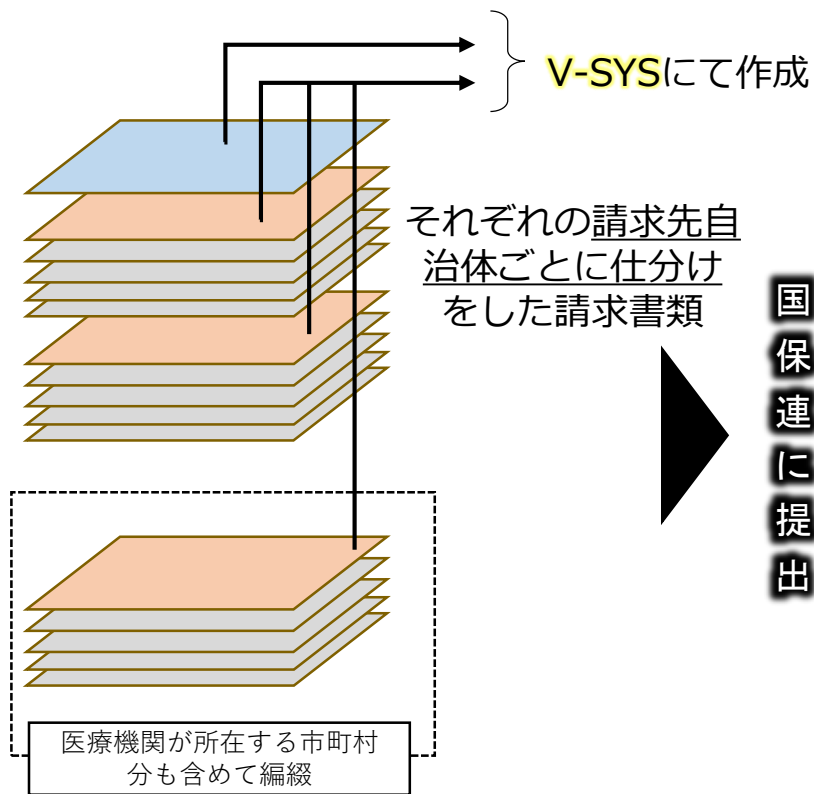 V-SYSにて作成
それぞれの請求先自
治体ごとに仕分け
をした請求書類
国保連に提出
医療機関が所在する市町村
分も含めて編綴